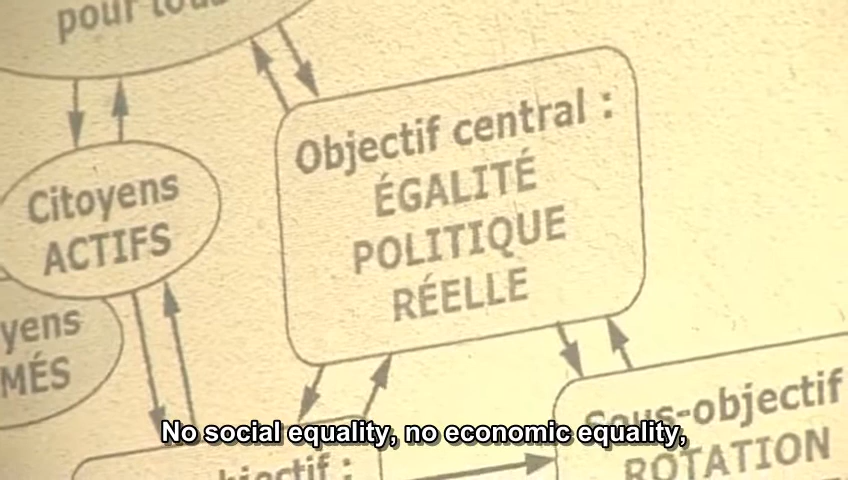 pour tous
Objectif central :
ÉGALITÉ
POLITIQUE
RÉELLE
Citoyens
ACTIFS
yens
MÉS
Sous-objectif
ROTATION
bjectif :
No social equality, no economic equality,